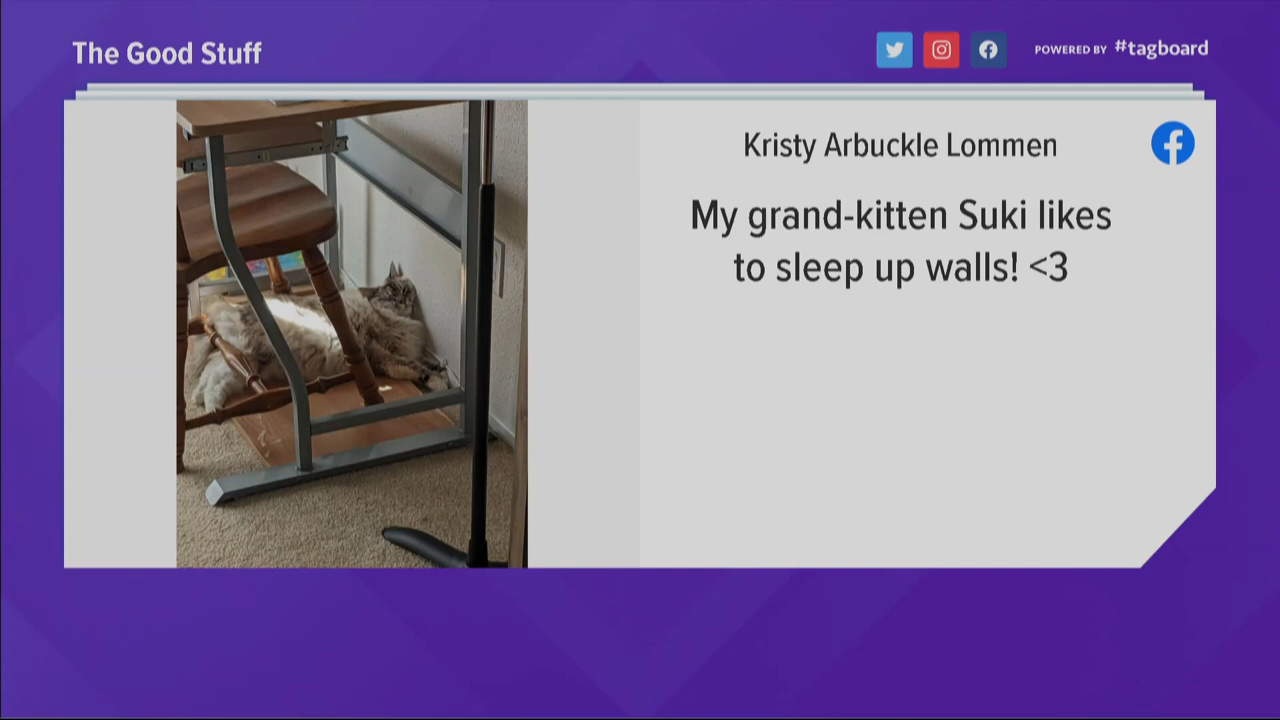 The Good Stuff
POWERED BY #tagboard
Kristy Arbuckle Lommen
My grand-kitten Suki likes
to sleep up walls! <3